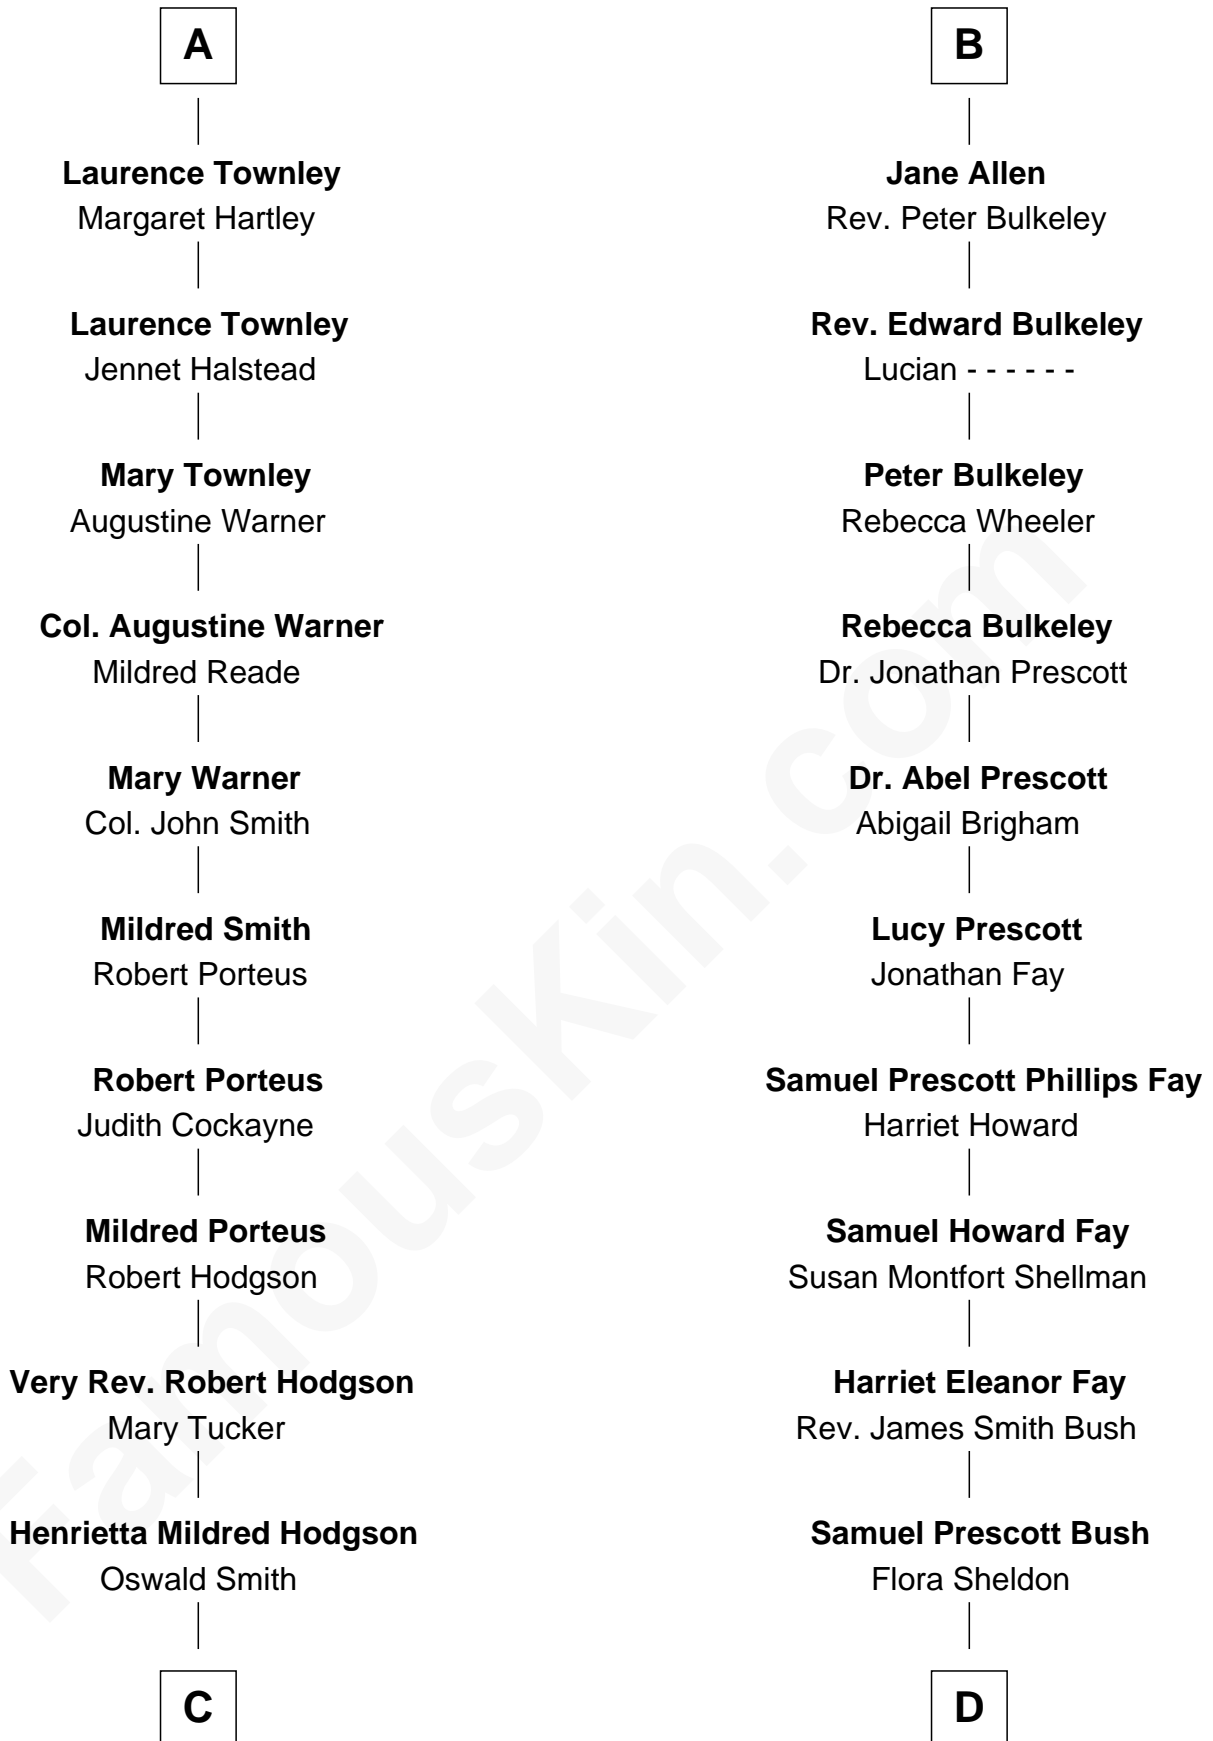 A
Laurence Townley
Margaret Hartley
Laurence Townley
Jennet Halstead
Mary Townley
Augustine Warner
Col. Augustine Warner
Mildred Reade
Mary Warner
Col. John Smith
Mildred Smith
Robert Porteus
Robert Porteus
Judith Cockayne
Mildred Porteus
Robert Hodgson
Very Rev. Robert Hodgson
Mary Tucker
Henrietta Mildred Hodgson
Oswald Smith
C
B
Jane Allen
Rev. Peter Bulkeley
Rev. Edward Bulkeley
Lucian - - - - - -
Peter Bulkeley
Rebecca Wheeler
Rebecca Bulkeley
Dr. Jonathan Prescott
Dr. Abel Prescott
Abigail Brigham
Lucy Prescott
Jonathan Fay
Samuel Prescott Phillips Fay
Harriet Howard
Samuel Howard Fay
Susan Montfort Shellman
Harriet Eleanor Fay
Rev. James Smith Bush
Samuel Prescott Bush
Flora Sheldon
D
FamousKin.com